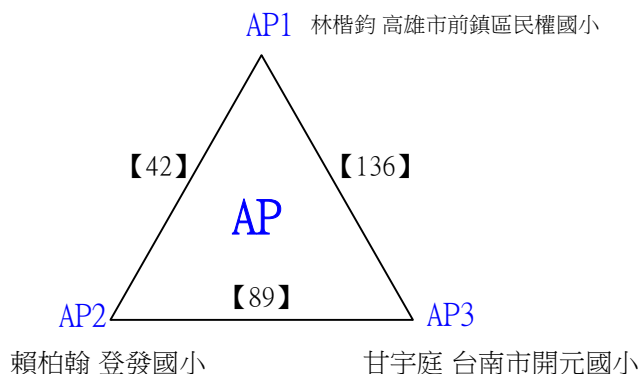 AP1 林楷鈞 高雄市前鎮區民權國小
【42】 【136】
AP
【89】
AP2 AP3
賴柏翰 登發國小 甘宇庭 台南市開元國小